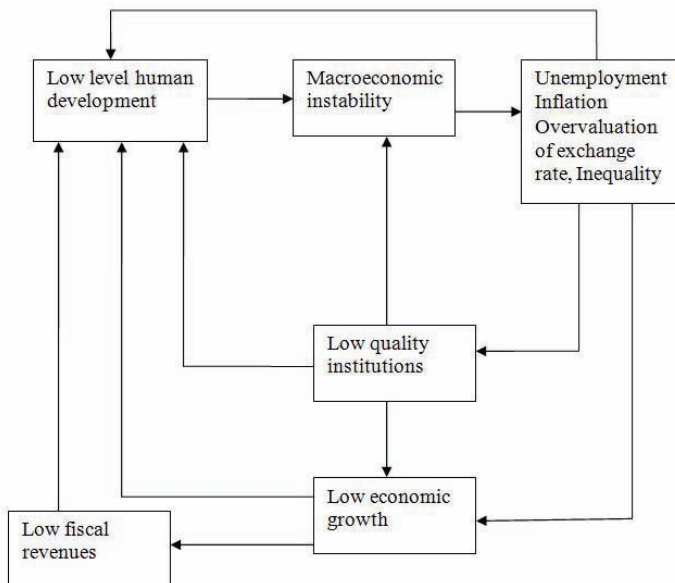 Low level human
development
Macroeconomic
instability
Unemployment
Inflation
Overvaluation
of exchange
rate, Inequality
Low quality
institutions
Low economic
growth
Low fiscal
revenues